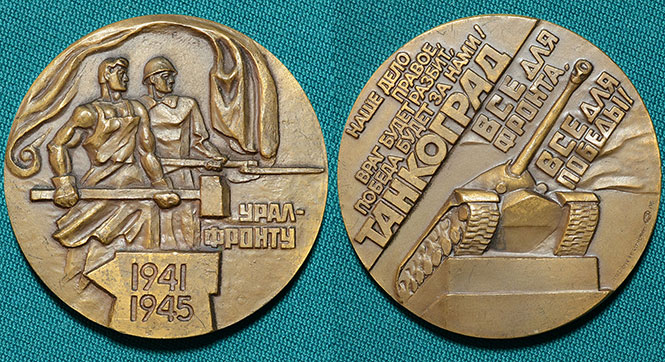 УРАЛ-
ФРОНТУ
1941
1945
НАШЕ ДЕЛО
ПРАВОЕ,
ВРАГ БУДЕТ РАЗБИТ,
ПОБЕДА БУДЕТ ЗА НАМИ!
ТАНКОГРАД
ВСЕ ДЛЯ
ФРОНТА,
ВСЕ ДЛЯ
ПОБЕДЫ!